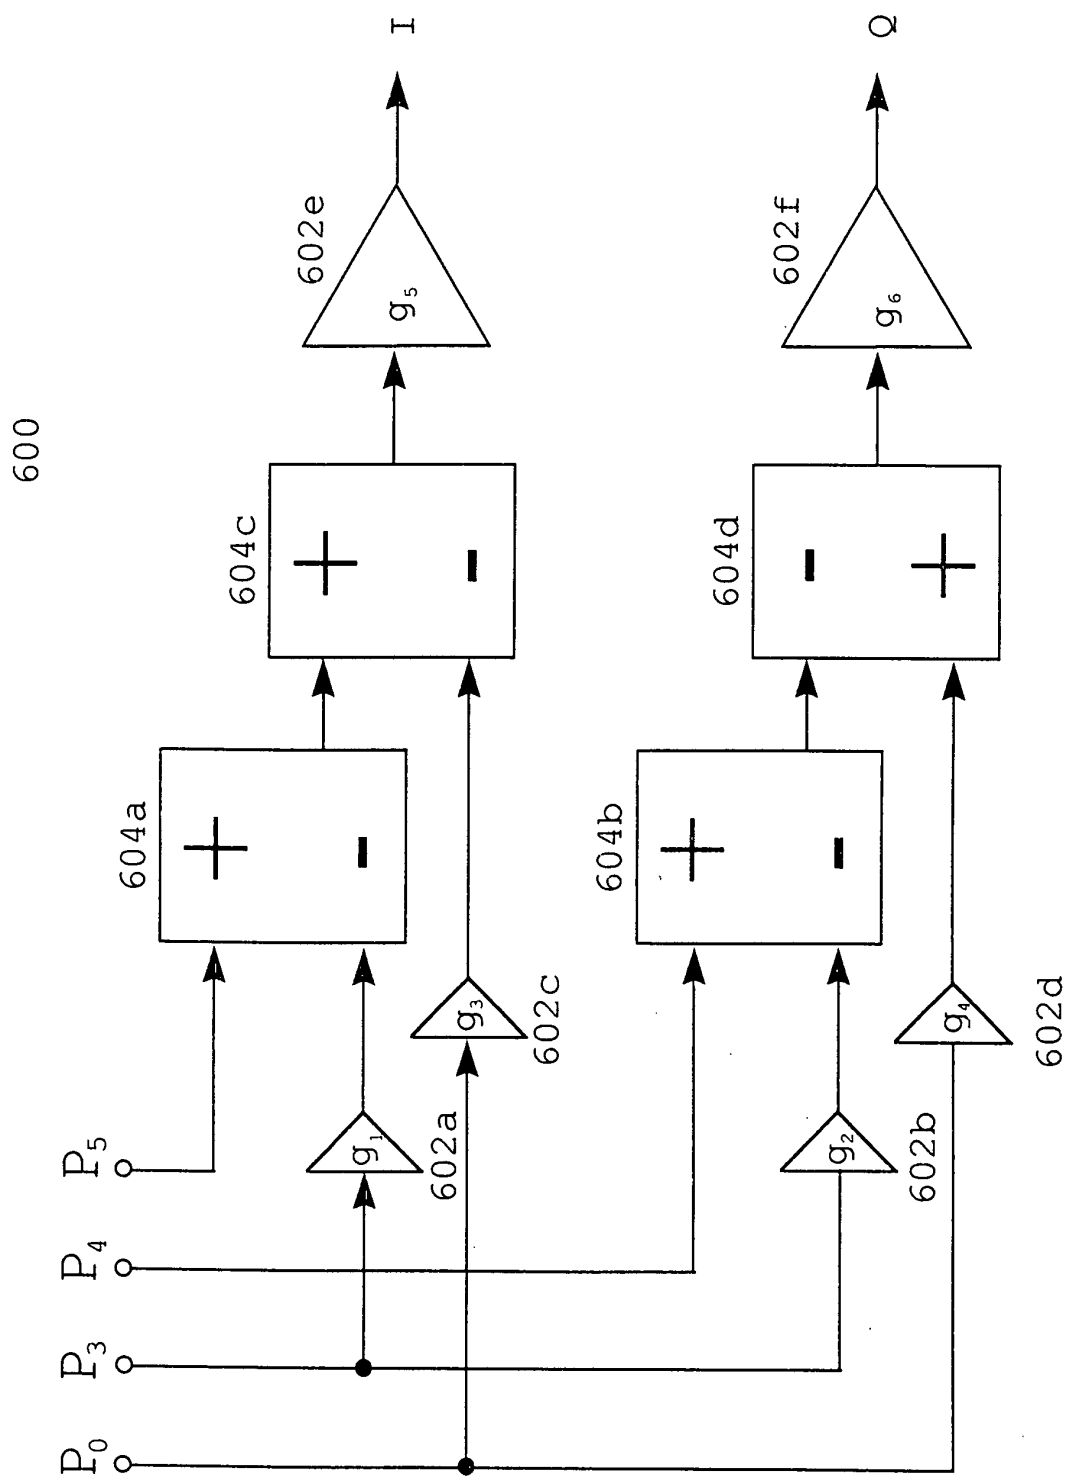 600
P₀
P₃
P₄
P₅
g₁
602a
g₂
602b
g₃
602c
g₄
602d
604a
+
-
604b
+
-
604c
+
-
604d
-
+
g₅
602e
g₆
602f
I
Q